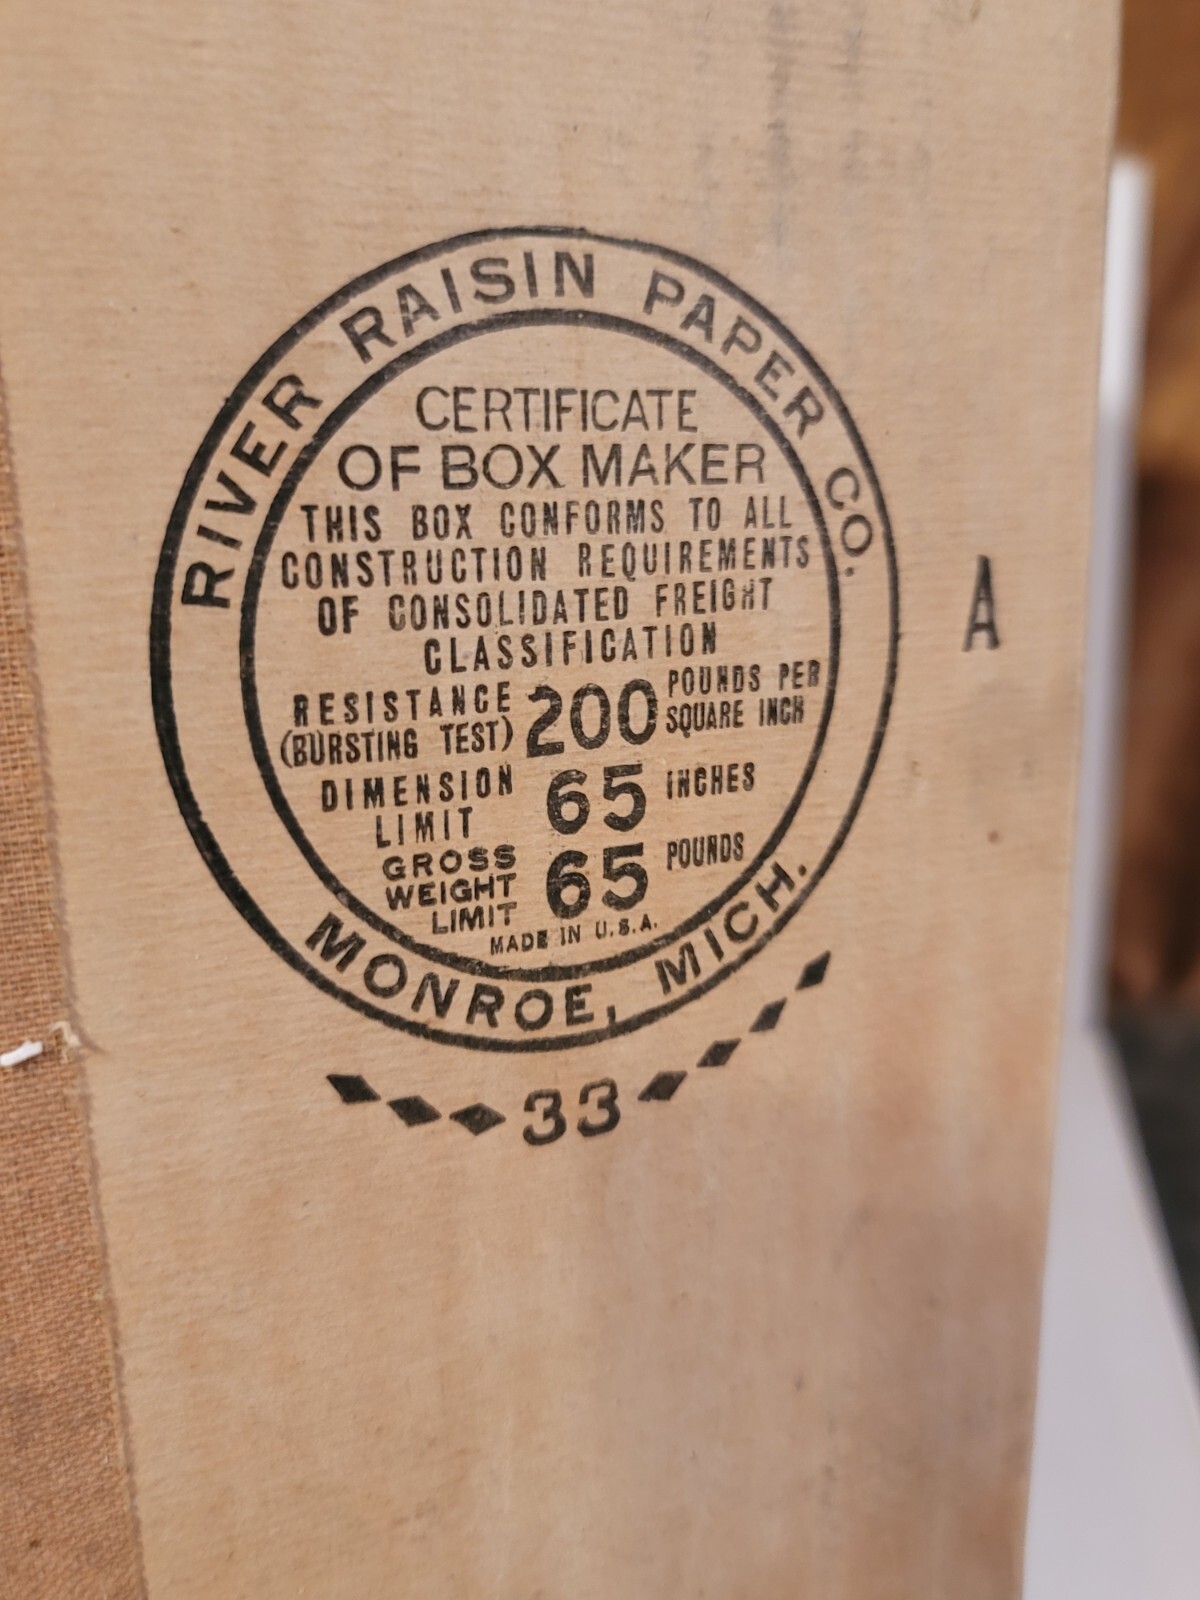 RIVER RAISIN PAPER CO.
CERTIFICATE
OF BOX MAKER
THIS BOX CONFORMS TO ALL
CONSTRUCTION REQUIREMENTS
OF CONSOLIDATED FREIGHT
CLASSIFICATION
RESISTANCE (BURSTING TEST) 200 POUNDS PER SQUARE INCH
DIMENSION LIMIT 65 INCHES
GROSS WEIGHT LIMIT 65 POUNDS
MADE IN U.S.A.
MONROE, MICH.
33
A